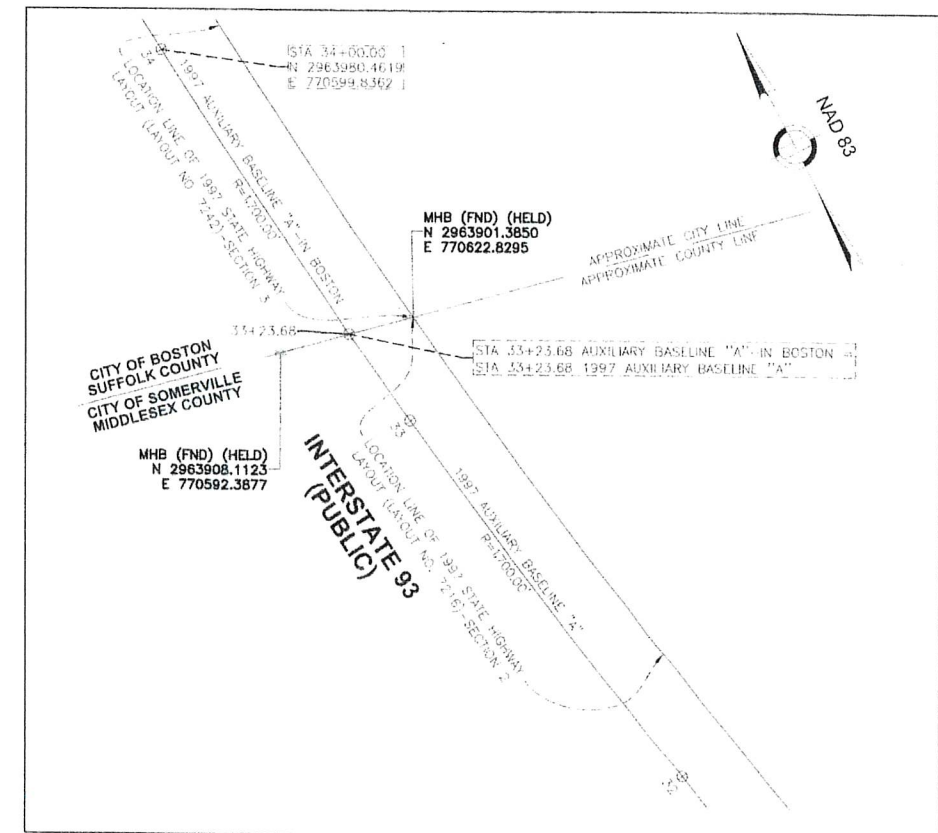 STA 34+00.00
N 2963980.4619
E 770599.8362
NAD 83
34
1997 AUXILIARY BASELINE "A"-IN BOSTON
R=1,700.00'
LOCATION LINE OF 1997 STATE HIGHWAY
LAYOUT (LAYOUT NO. 7242)-SECTION 3
MHB (FND) (HELD)
N 2963901.3850
E 770622.8295
APPROXIMATE CITY LINE
APPROXIMATE COUNTY LINE
33+23.68
STA 33+23.68 AUXILIARY BASELINE "A"-IN BOSTON =
STA 33+23.68 1997 AUXILIARY BASELINE "A"
CITY OF BOSTON
SUFFOLK COUNTY
CITY OF SOMERVILLE
MIDDLESEX COUNTY
MHB (FND) (HELD)
N 2963908.1123
E 770592.3877
33
INTERSTATE 93
(PUBLIC)
LOCATION LINE OF 1997 STATE HIGHWAY
LAYOUT (LAYOUT NO. 7216)-SECTION 2
1997 AUXILIARY BASELINE "A"
R=1,700.00'
32